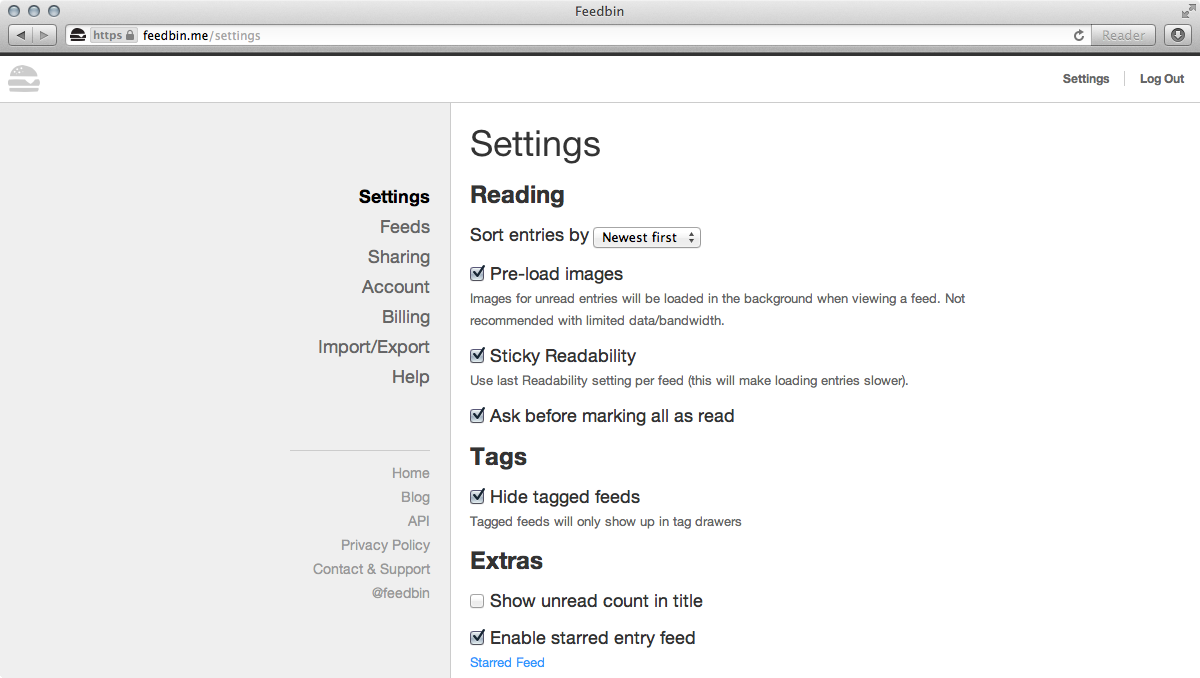 Feedbin
https feedbin.me/settings
Reader
Settings
Log Out
Settings
Feeds
Sharing
Account
Billing
Import/Export
Help
Home
Blog
API
Privacy Policy
Contact & Support
@feedbin
Settings
Reading
Sort entries by Newest first
Pre-load images
Images for unread entries will be loaded in the background when viewing a feed. Not
recommended with limited data/bandwidth.
Sticky Readability
Use last Readability setting per feed (this will make loading entries slower).
Ask before marking all as read
Tags
Hide tagged feeds
Tagged feeds will only show up in tag drawers
Extras
Show unread count in title
Enable starred entry feed
Starred Feed